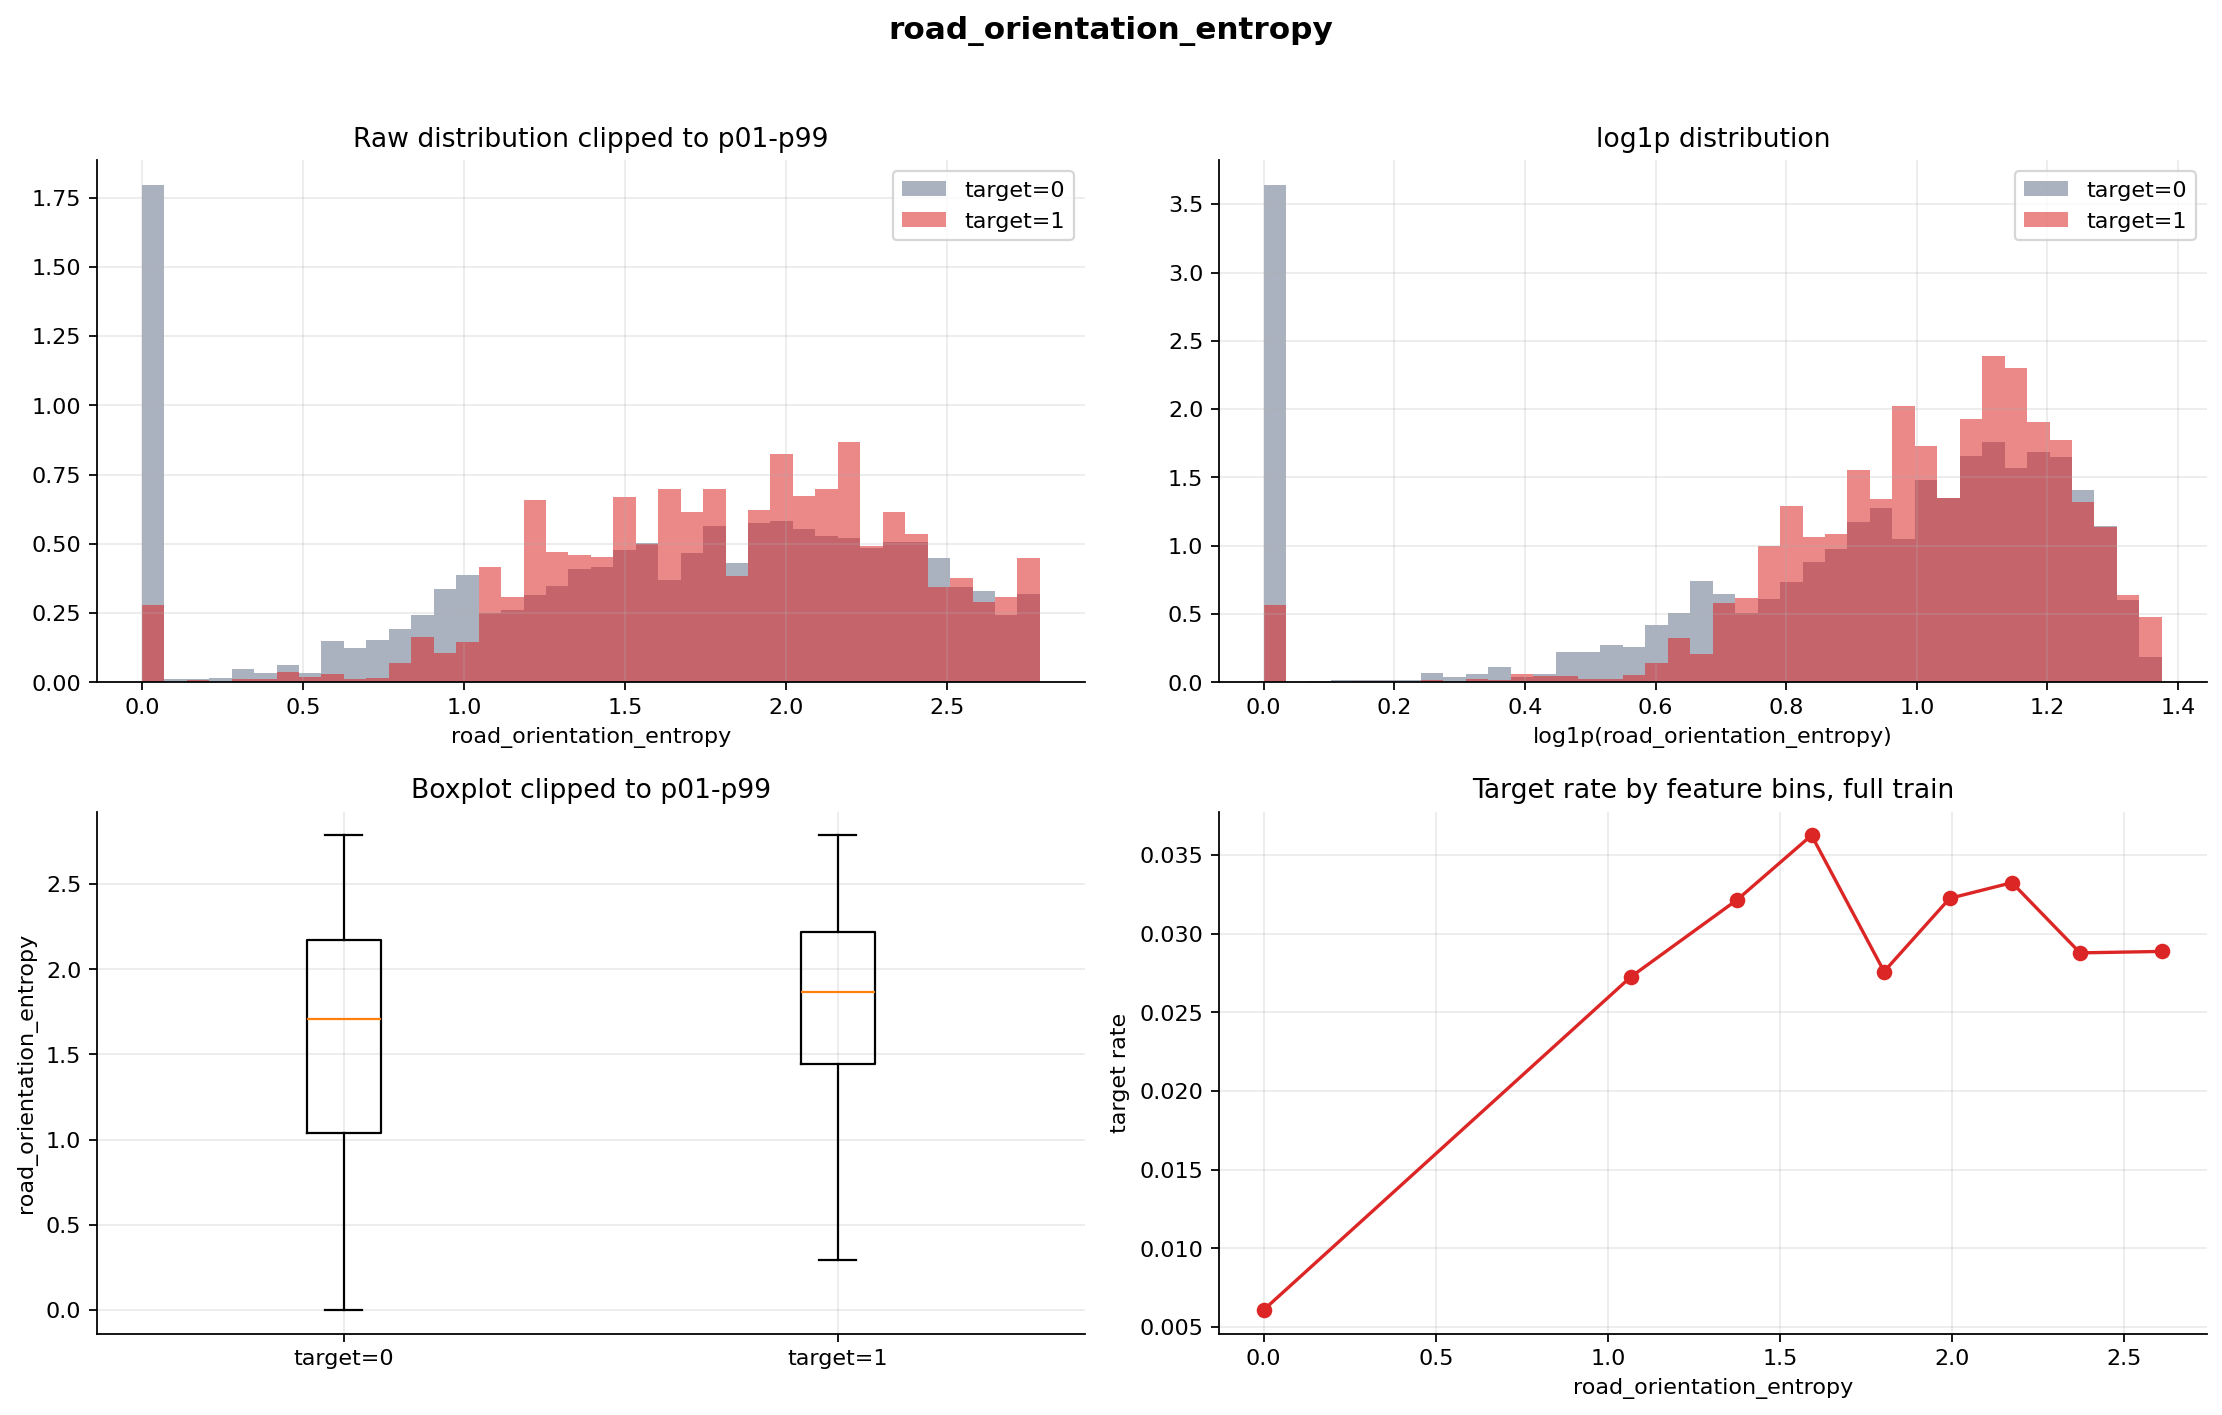 road_orientation_entropy
Raw distribution clipped to p01-p99
1.75
1.50
1.25
1.00
0.75
0.50
0.25
0.00
target=0
target=1
0.0 0.5 1.0 1.5 2.0 2.5
road_orientation_entropy
log1p distribution
3.5
3.0
2.5
2.0
1.5
1.0
0.5
0.0
target=0
target=1
0.0 0.2 0.4 0.6 0.8 1.0 1.2 1.4
log1p(road_orientation_entropy)
Boxplot clipped to p01-p99
road_orientation_entropy
2.5
2.0
1.5
1.0
0.5
0.0
target=0 target=1
Target rate by feature bins, full train
target rate
0.035
0.030
0.025
0.020
0.015
0.010
0.005
0.0 0.5 1.0 1.5 2.0 2.5
road_orientation_entropy